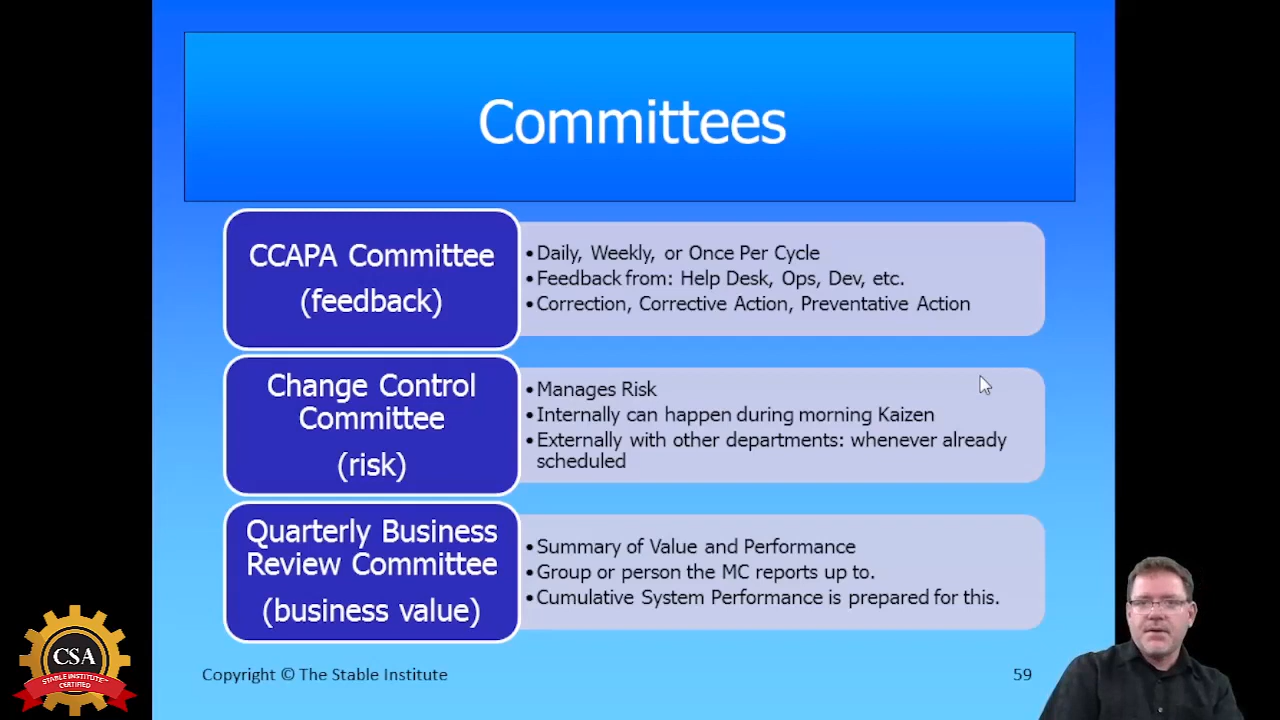 Committees
CCAPA Committee
(feedback)
•Daily, Weekly, or Once Per Cycle
•Feedback from: Help Desk, Ops, Dev, etc.
•Correction, Corrective Action, Preventative Action
Change Control
Committee
(risk)
•Manages Risk
•Internally can happen during morning Kaizen
•Externally with other departments: whenever already
scheduled
Quarterly Business
Review Committee
(business value)
•Summary of Value and Performance
•Group or person the MC reports up to.
•Cumulative System Performance is prepared for this.
CSA
STABLE INSTITUTE™
CERTIFIED
Copyright © The Stable Institute
59